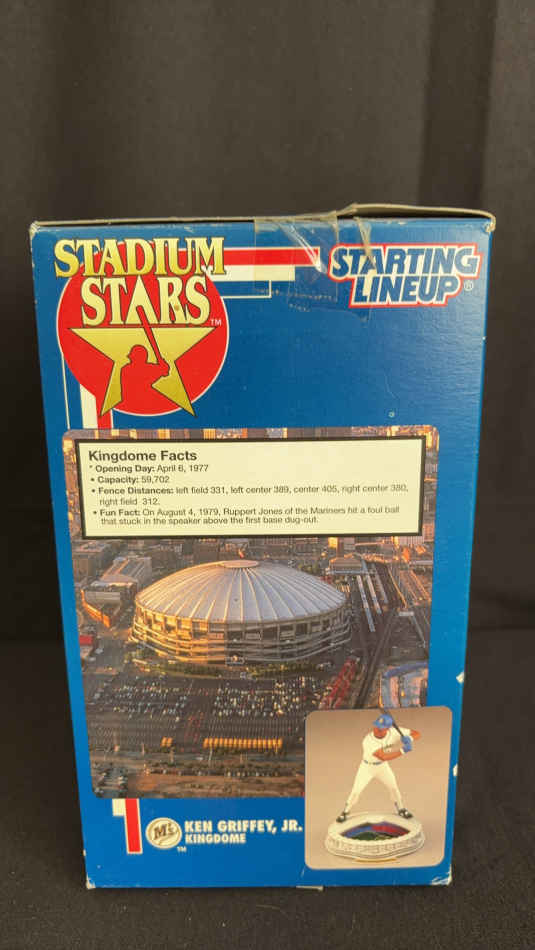 STADIUM
STARS™
STARTING
LINEUP®
Kingdome Facts
* Opening Day: April 6, 1977
• Capacity: 59,702
• Fence Distances: left field 331, left center 389, center 405, right center 380,
right field 312.
• Fun Fact: On August 4, 1979, Ruppert Jones of the Mariners hit a foul ball
that stuck in the speaker above the first base dug-out.
M's™
KEN GRIFFEY, JR.
KINGDOME